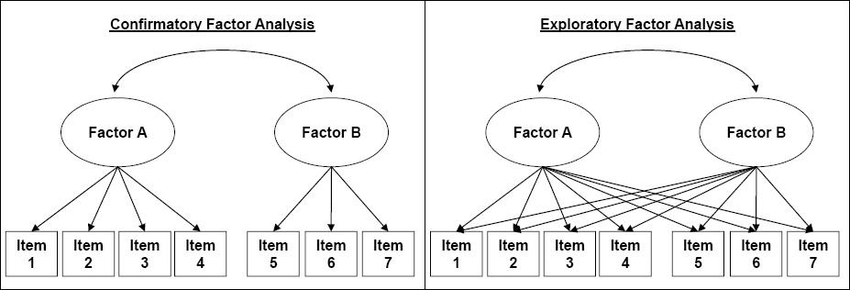 Confirmatory Factor Analysis
Factor A
Factor B
Item
1
Item
2
Item
3
Item
4
Item
5
Item
6
Item
7
Exploratory Factor Analysis
Factor A
Factor B
Item
1
Item
2
Item
3
Item
4
Item
5
Item
6
Item
7